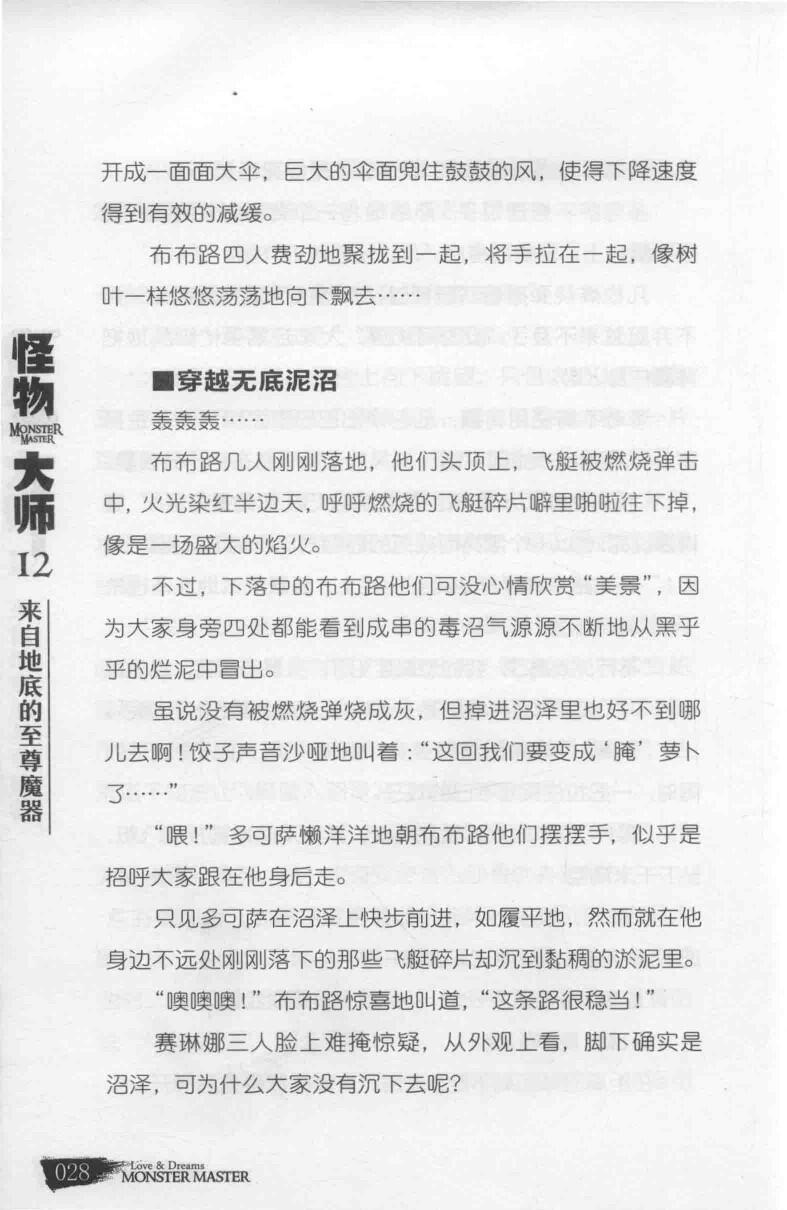 开成一面面大伞，巨大的伞面兜住鼓鼓的风，使得下降速度
得到有效的减缓。
布布路四人费劲地聚拢到一起，将手拉在一起，像树
叶一样悠悠荡荡地向下飘去……
■穿越无底泥沼
轰轰轰……
布布路几人刚刚落地，他们头顶上，飞艇被燃烧弹击
中，火光染红半边天，呼呼燃烧的飞艇碎片噼里啪啦往下掉，
像是一场盛大的焰火。
不过，下落中的布布路他们可没心情欣赏“美景”，因
为大家身旁四处都能看到成串的毒沼气源源不断地从黑乎
乎的烂泥中冒出。
虽说没有被燃烧弹烧成灰，但掉进沼泽里也好不到哪
儿去啊！饺子声音沙哑地叫着：“这回我们要变成‘腌’萝卜
了……”
“喂！”多可萨懒洋洋地朝布布路他们摆摆手，似乎是
招呼大家跟在他身后走。
只见多可萨在沼泽上快步前进，如履平地，然而就在他
身边不远处刚刚落下的那些飞艇碎片却沉到黏稠的淤泥里。
“噢噢噢！”布布路惊喜地叫道，“这条路很稳当！”
赛琳娜三人脸上难掩惊疑，从外观上看，脚下确实是
沼泽，可为什么大家没有沉下去呢？
怪物
MONSTER
MASTER
大师
12
来自地底的至尊魔器
028
Love & Dreams
MONSTER MASTER